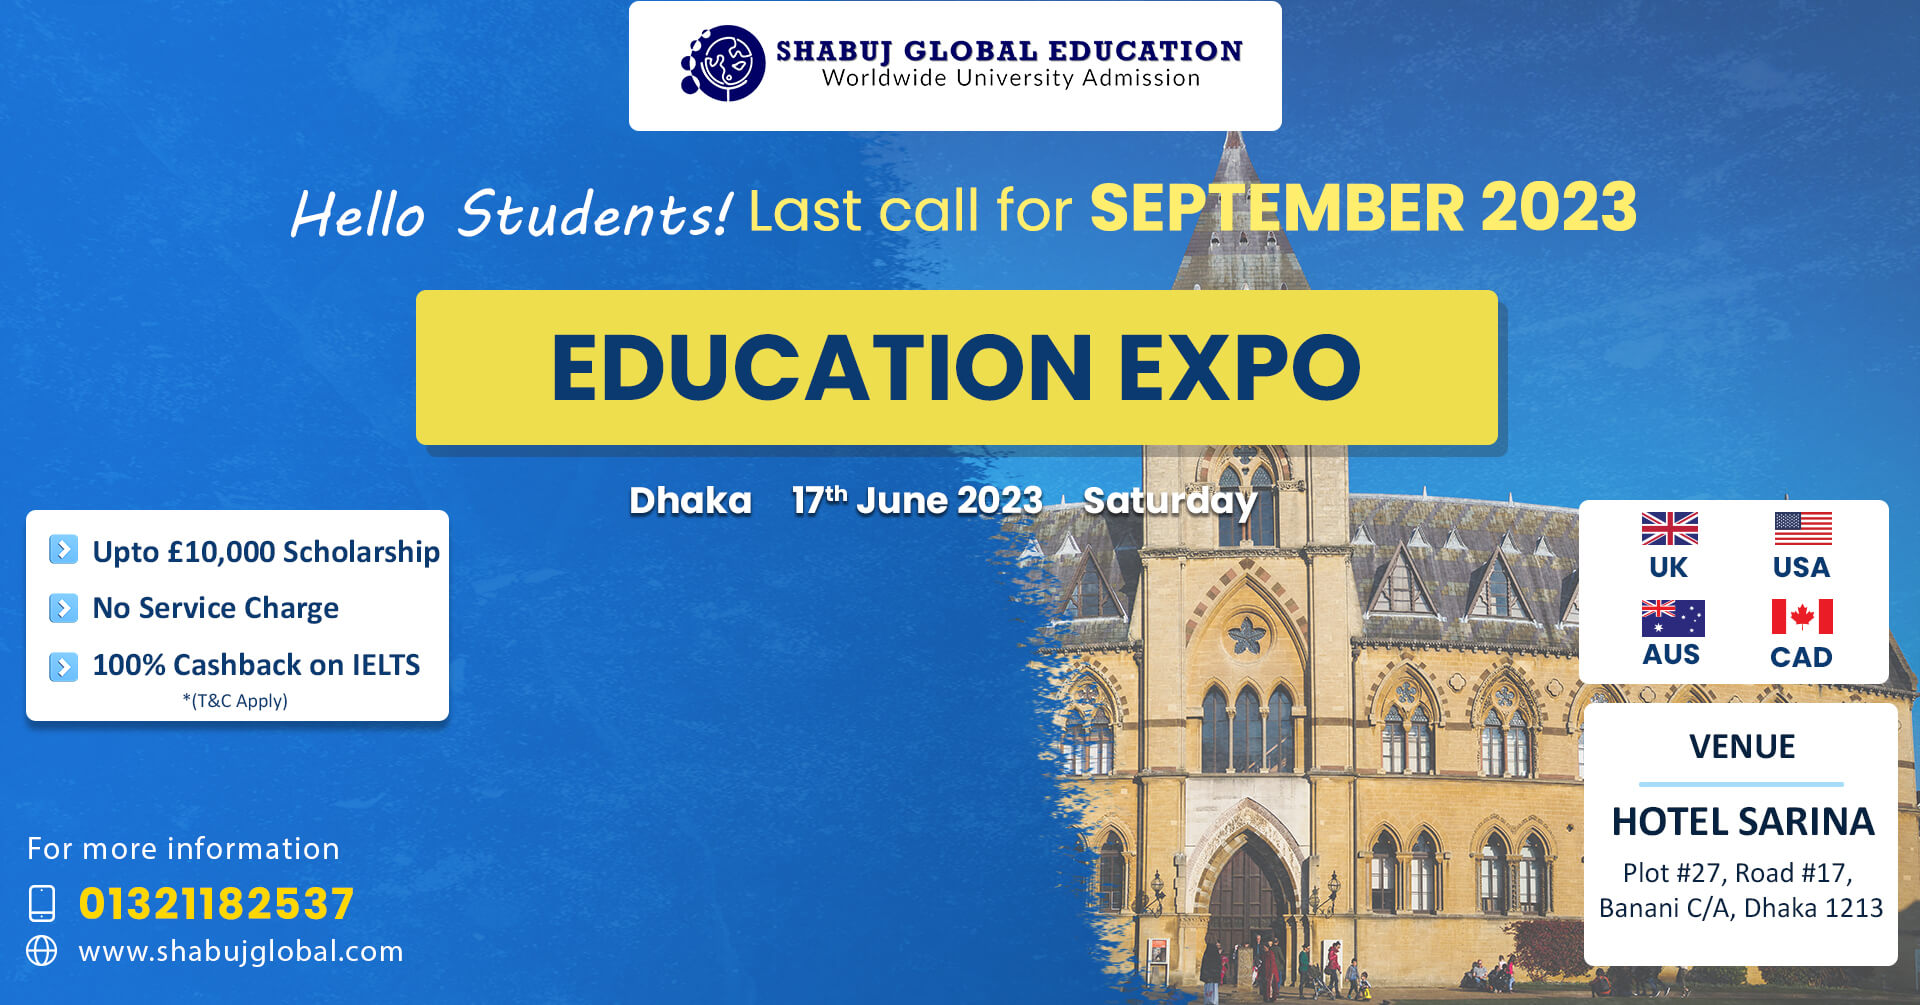 SHABUJ GLOBAL EDUCATION
Worldwide University Admission
Hello Students! Last call for SEPTEMBER 2023
EDUCATION EXPO
Dhaka 17th June 2023 Saturday
Upto £10,000 Scholarship
No Service Charge
100% Cashback on IELTS
*(T&C Apply)
UK USA
AUS CAD
VENUE
HOTEL SARINA
Plot #27, Road #17,
Banani C/A, Dhaka 1213
For more information
01321182537
www.shabujglobal.com